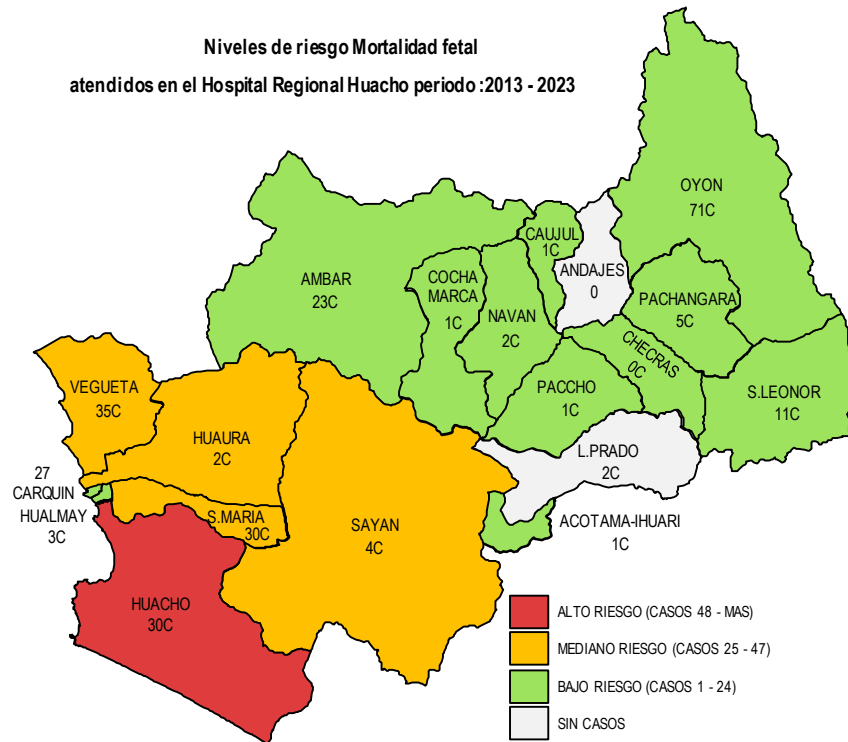 Niveles de riesgo Mortalidad fetal
atendidos en el Hospital Regional Huacho periodo :2013 - 2023
OYON
71C
CAUJUL
1C
ANDAJES
0
AMBAR
23C
COCHA
MARCA
1C
NAVAN
2C
PACHANGARA
5C
CHECRAS
0C
VEGUETA
35C
PACCHO
1C
S.LEONOR
11C
HUAURA
2C
L.PRADO
2C
27
CARQUIN
HUALMAY
3C
S.MARIA
30C
SAYAN
4C
ACOTAMA-IHUARI
1C
HUACHO
30C
ALTO RIESGO (CASOS 48 - MAS)
MEDIANO RIESGO (CASOS 25 - 47)
BAJO RIESGO (CASOS 1 - 24)
SIN CASOS